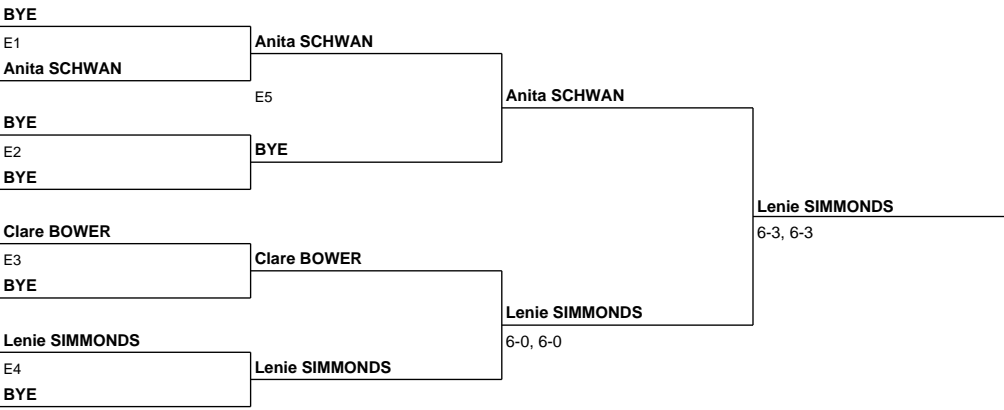 BYE
E1
Anita SCHWAN
Anita SCHWAN
E5
Anita SCHWAN
BYE
E2
BYE
BYE
Lenie SIMMONDS
6-3, 6-3
Clare BOWER
E3
Clare BOWER
BYE
Lenie SIMMONDS
6-0, 6-0
Lenie SIMMONDS
E4
Lenie SIMMONDS
BYE